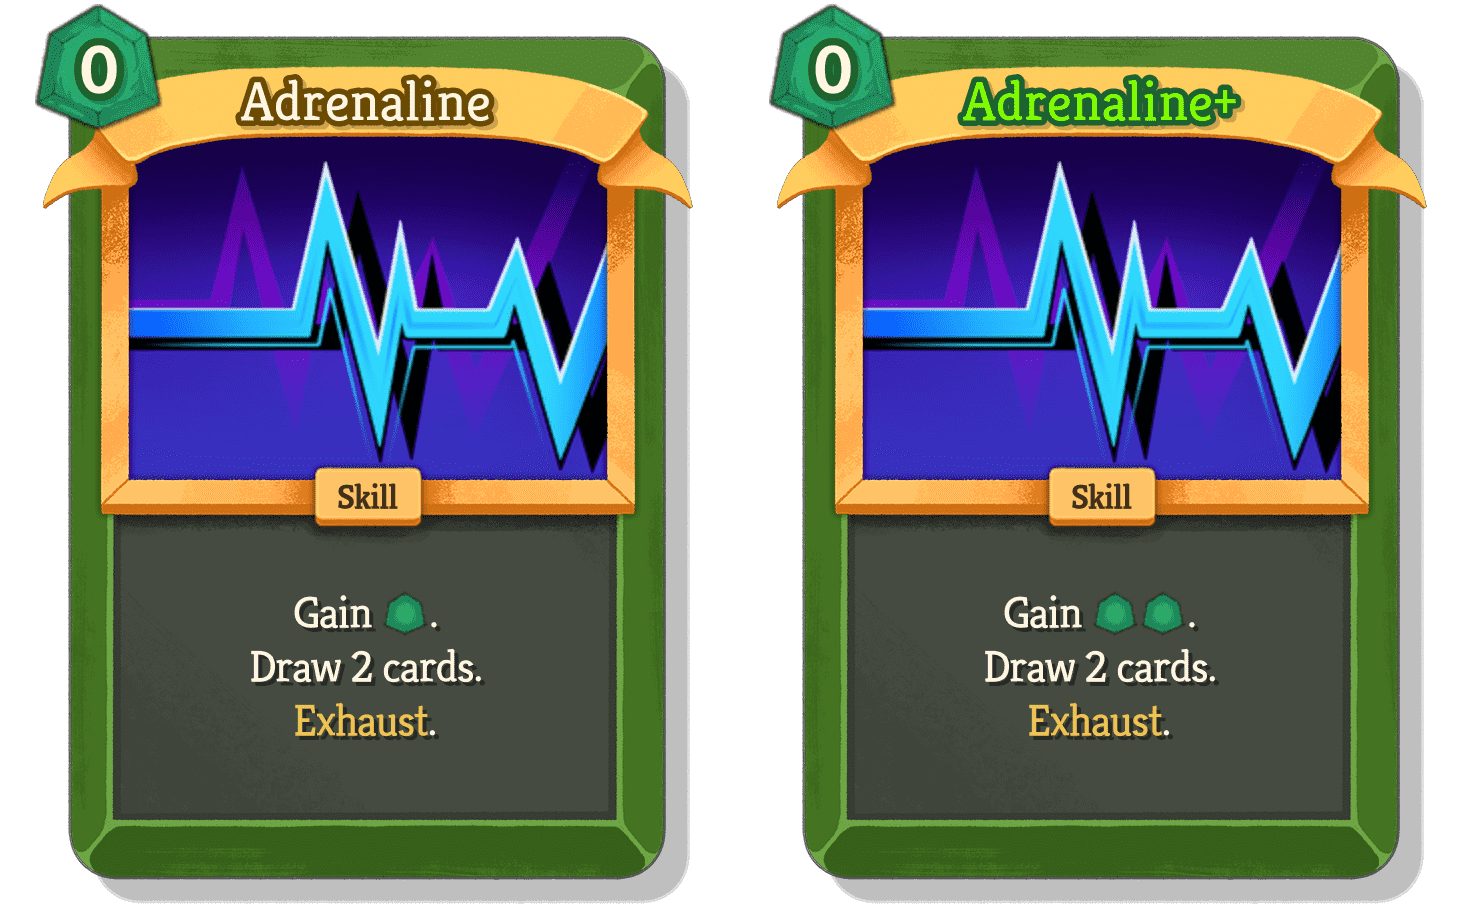 0
Adrenaline
Skill
Gain .
Draw 2 cards.
Exhaust.
0
Adrenaline+
Skill
Gain .
Draw 2 cards.
Exhaust.